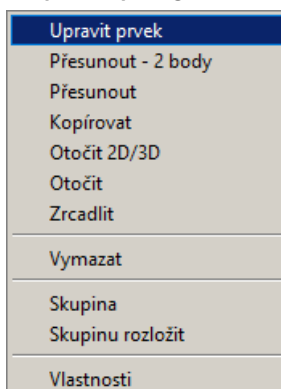 Upravit prvek
Přesunout - 2 body
Přesunout
Kopírovat
Otočit 2D/3D
Otočit
Zrcadlit
Vymazat
Skupina
Skupinu rozložit
Vlastnosti